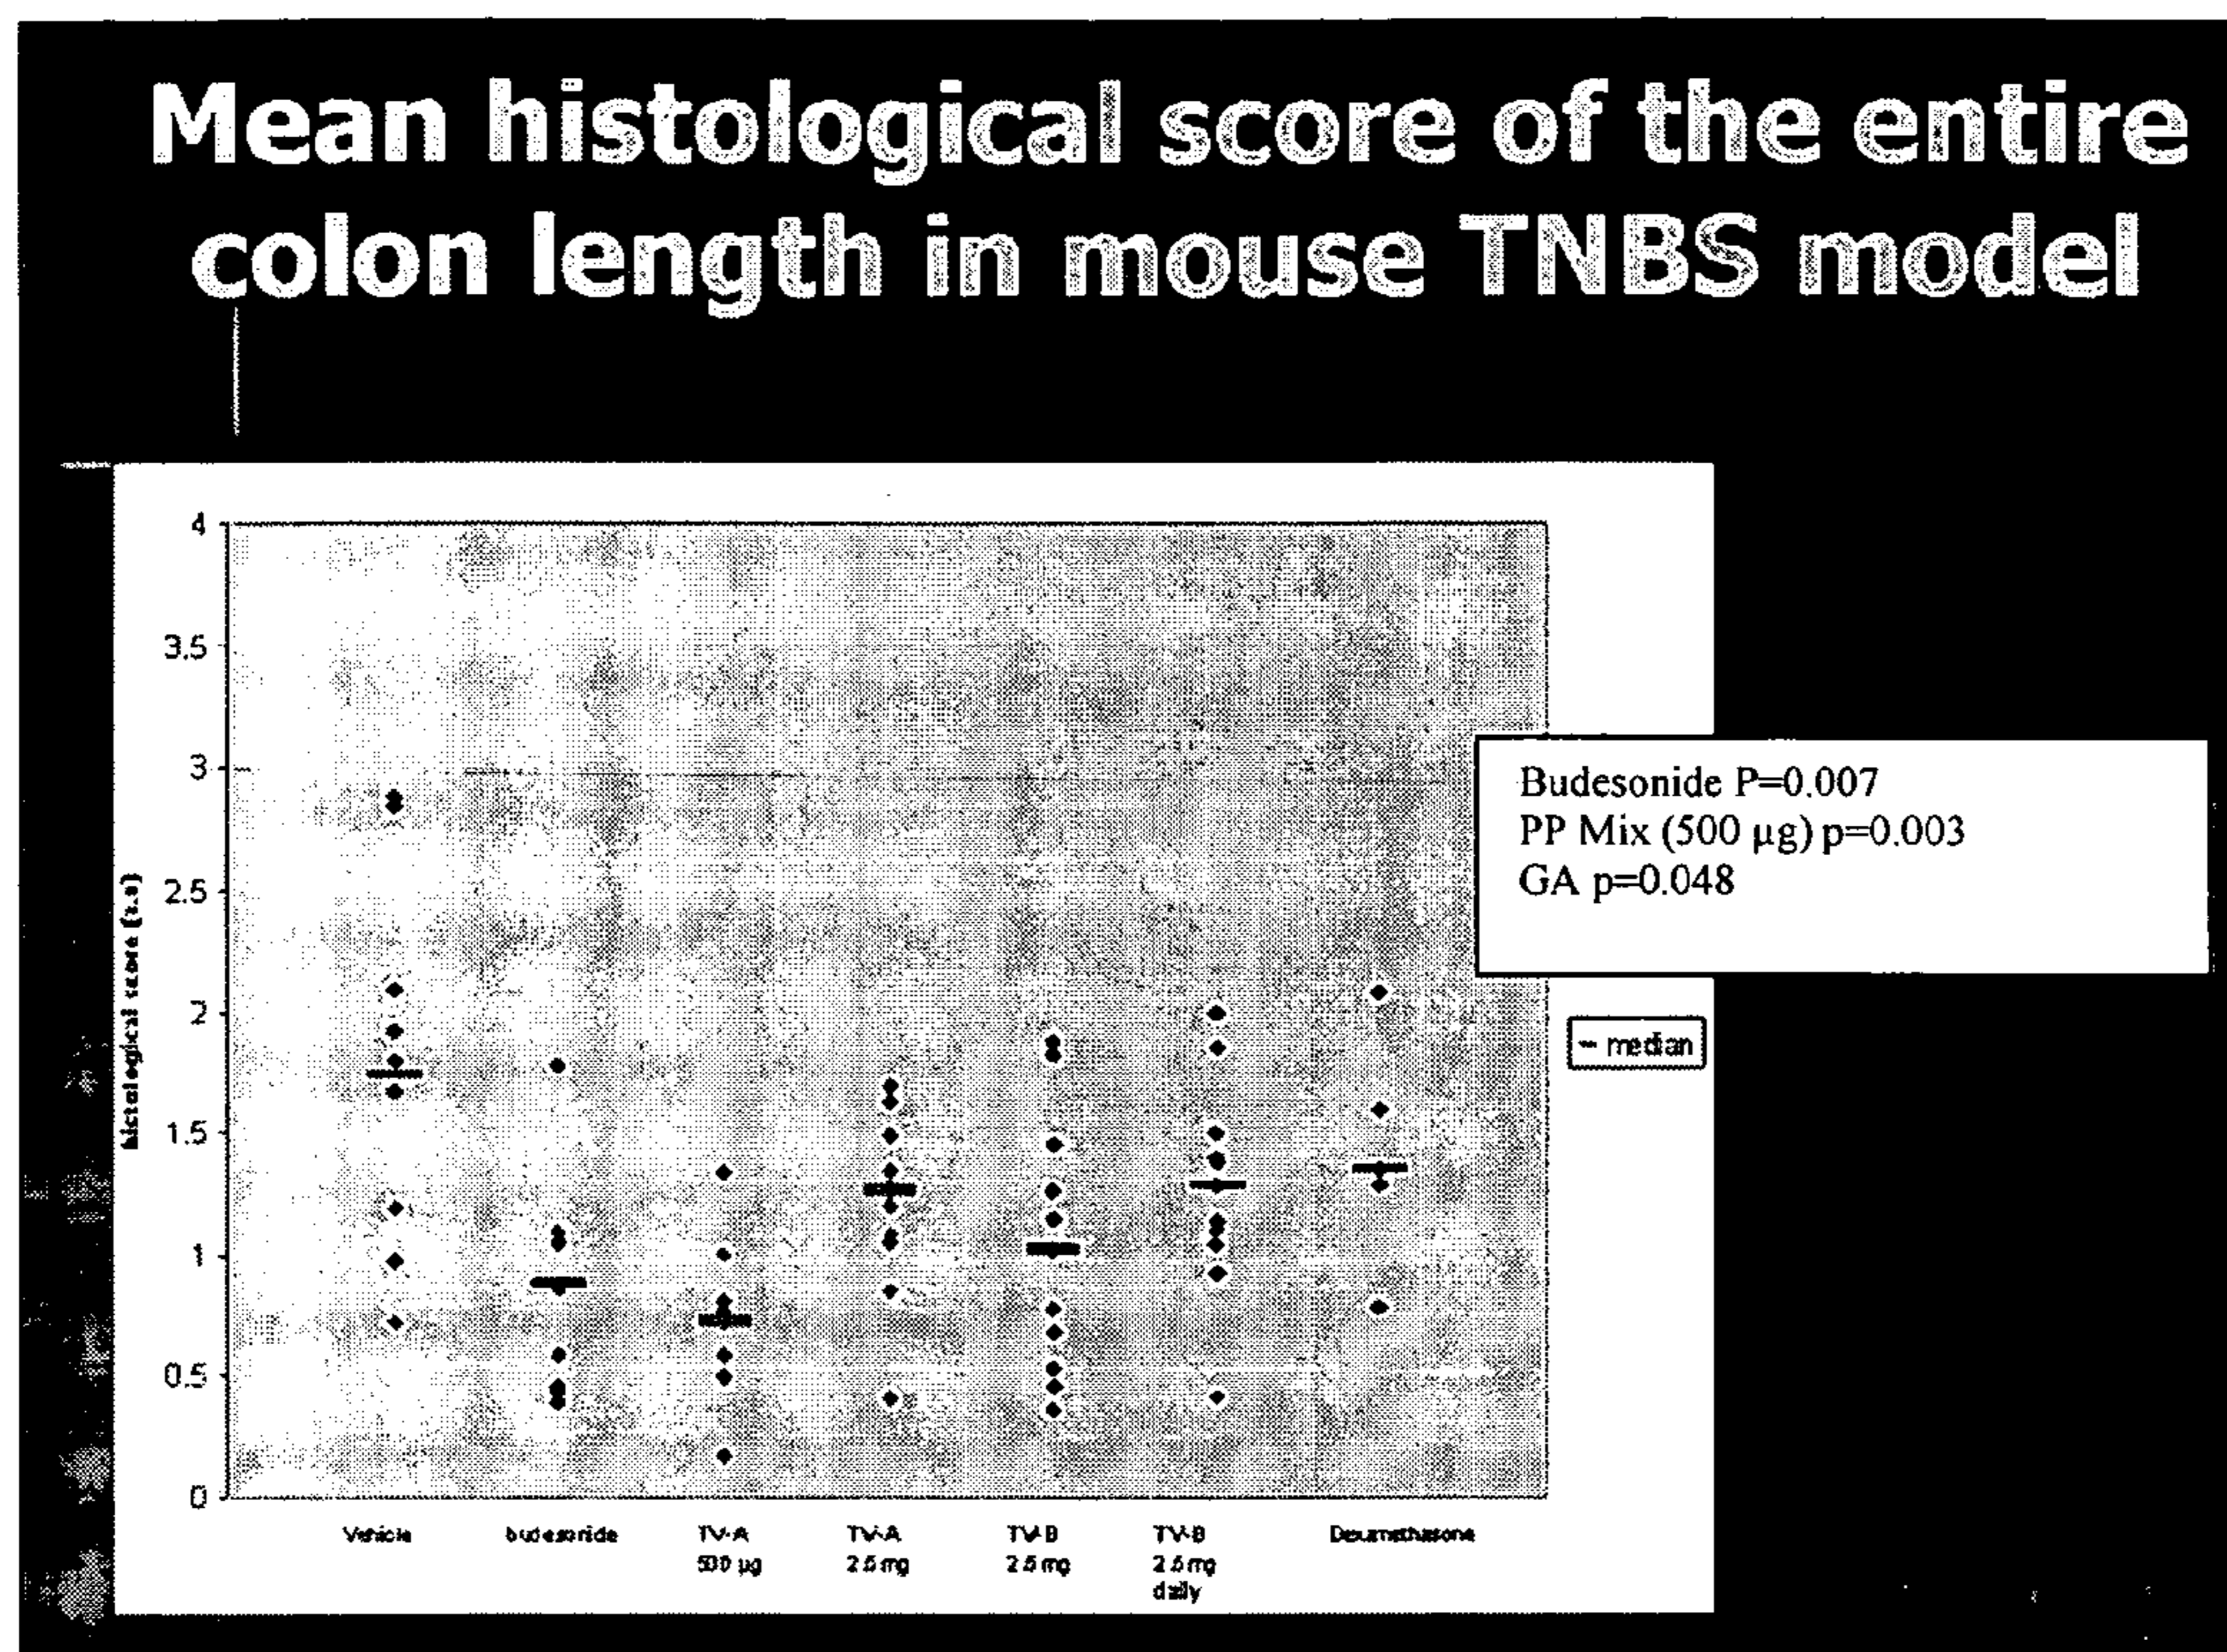 Mean histological score of the entire
colon length in mouse TNBS model
4
3.5
3
2.5
2
1.5
1
0.5
0
histological score (s.s)
Budesonide P=0.007
PP Mix (500 µg) p=0.003
GA p=0.048
median
Vehicle budesonide TV-A TV-A TV-B TV-B Dexamethasone
500 µg 2.5 mg 2.5 mg 2.5 mg
daily